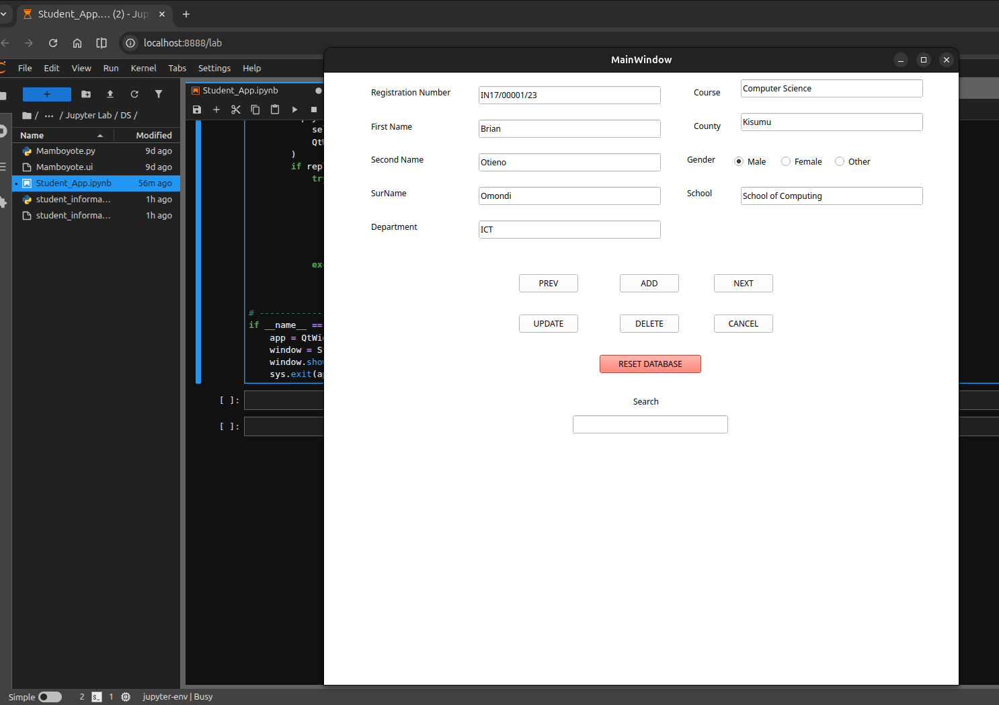 Student_App.... (2) - Jup
localhost:8888/lab
File Edit View Run Kernel Tabs Settings Help
/ ... / Jupyter Lab / DS /
Name Modified
Mamboyote.py 9d ago
Mamboyote.ui 9d ago
Student_App.ipynb 56m ago
student_informa... 1h ago
student_informa... 1h ago
Student_App.ipynb
se
QtW
)
if rep
try
ex
# ------------
if __name__ ==
app = QtWi
window = S
window.show
sys.exit(a
[ ]:
[ ]:
MainWindow
Registration Number IN17/00001/23 Course Computer Science
First Name Brian County Kisumu
Second Name Otieno Gender Male Female Other
SurName Omondi School School of Computing
Department ICT
PREV ADD NEXT
UPDATE DELETE CANCEL
RESET DATABASE
Search
Simple 2 $_ 1 jupyter-env | Busy